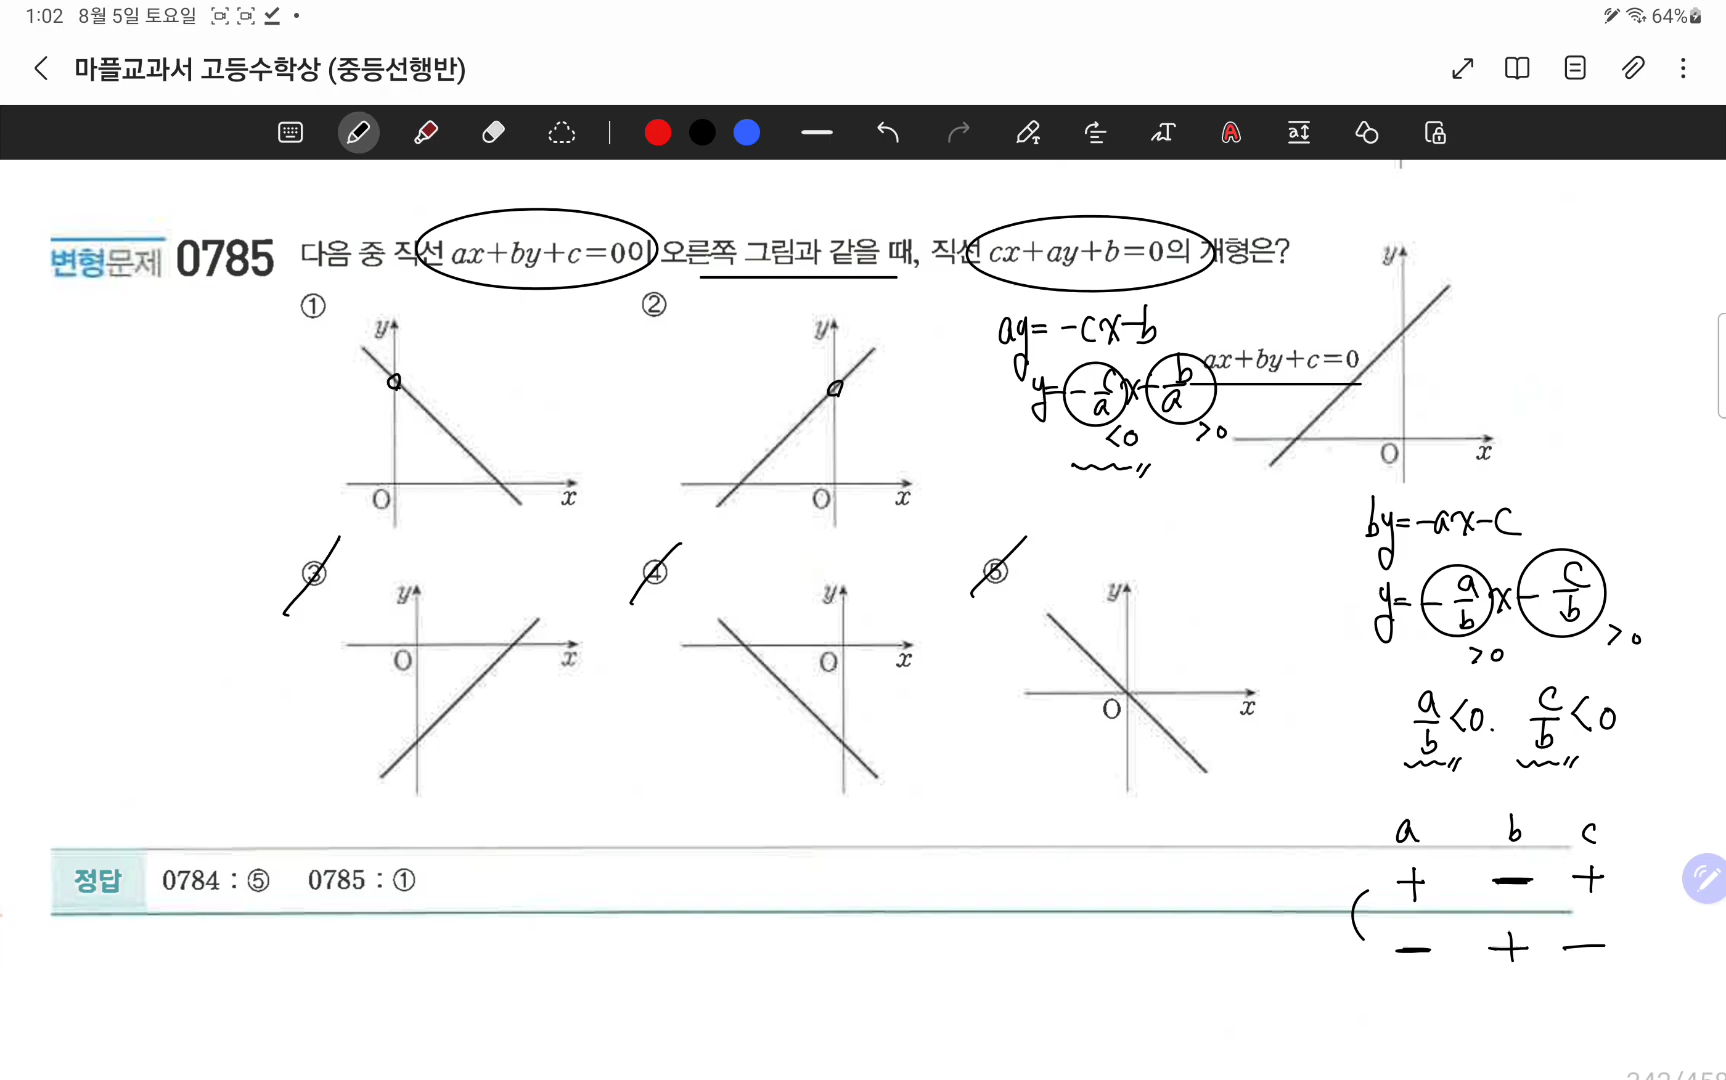 1:02 8월 5일 토요일
64%
마플교과서 고등수학상 (중등선행반)
변형문제 0785 다음 중 직선 ax+by+c=0이 오른쪽 그림과 같을 때, 직선 cx+ay+b=0의 개형은?
① ②
y y y
ay=-cx-b
ax+by+c=0
y=-c/a x-b/a
<0 >0
O x O x O x
by=-ax-c
③ ④ ⑤
y y y
y=-a/b x-c/b
>0 >0
O x O x O x
a/b<0. c/b<0
a b c
정답 0784 : ⑤ 0785 : ①
+ - +
( - + -